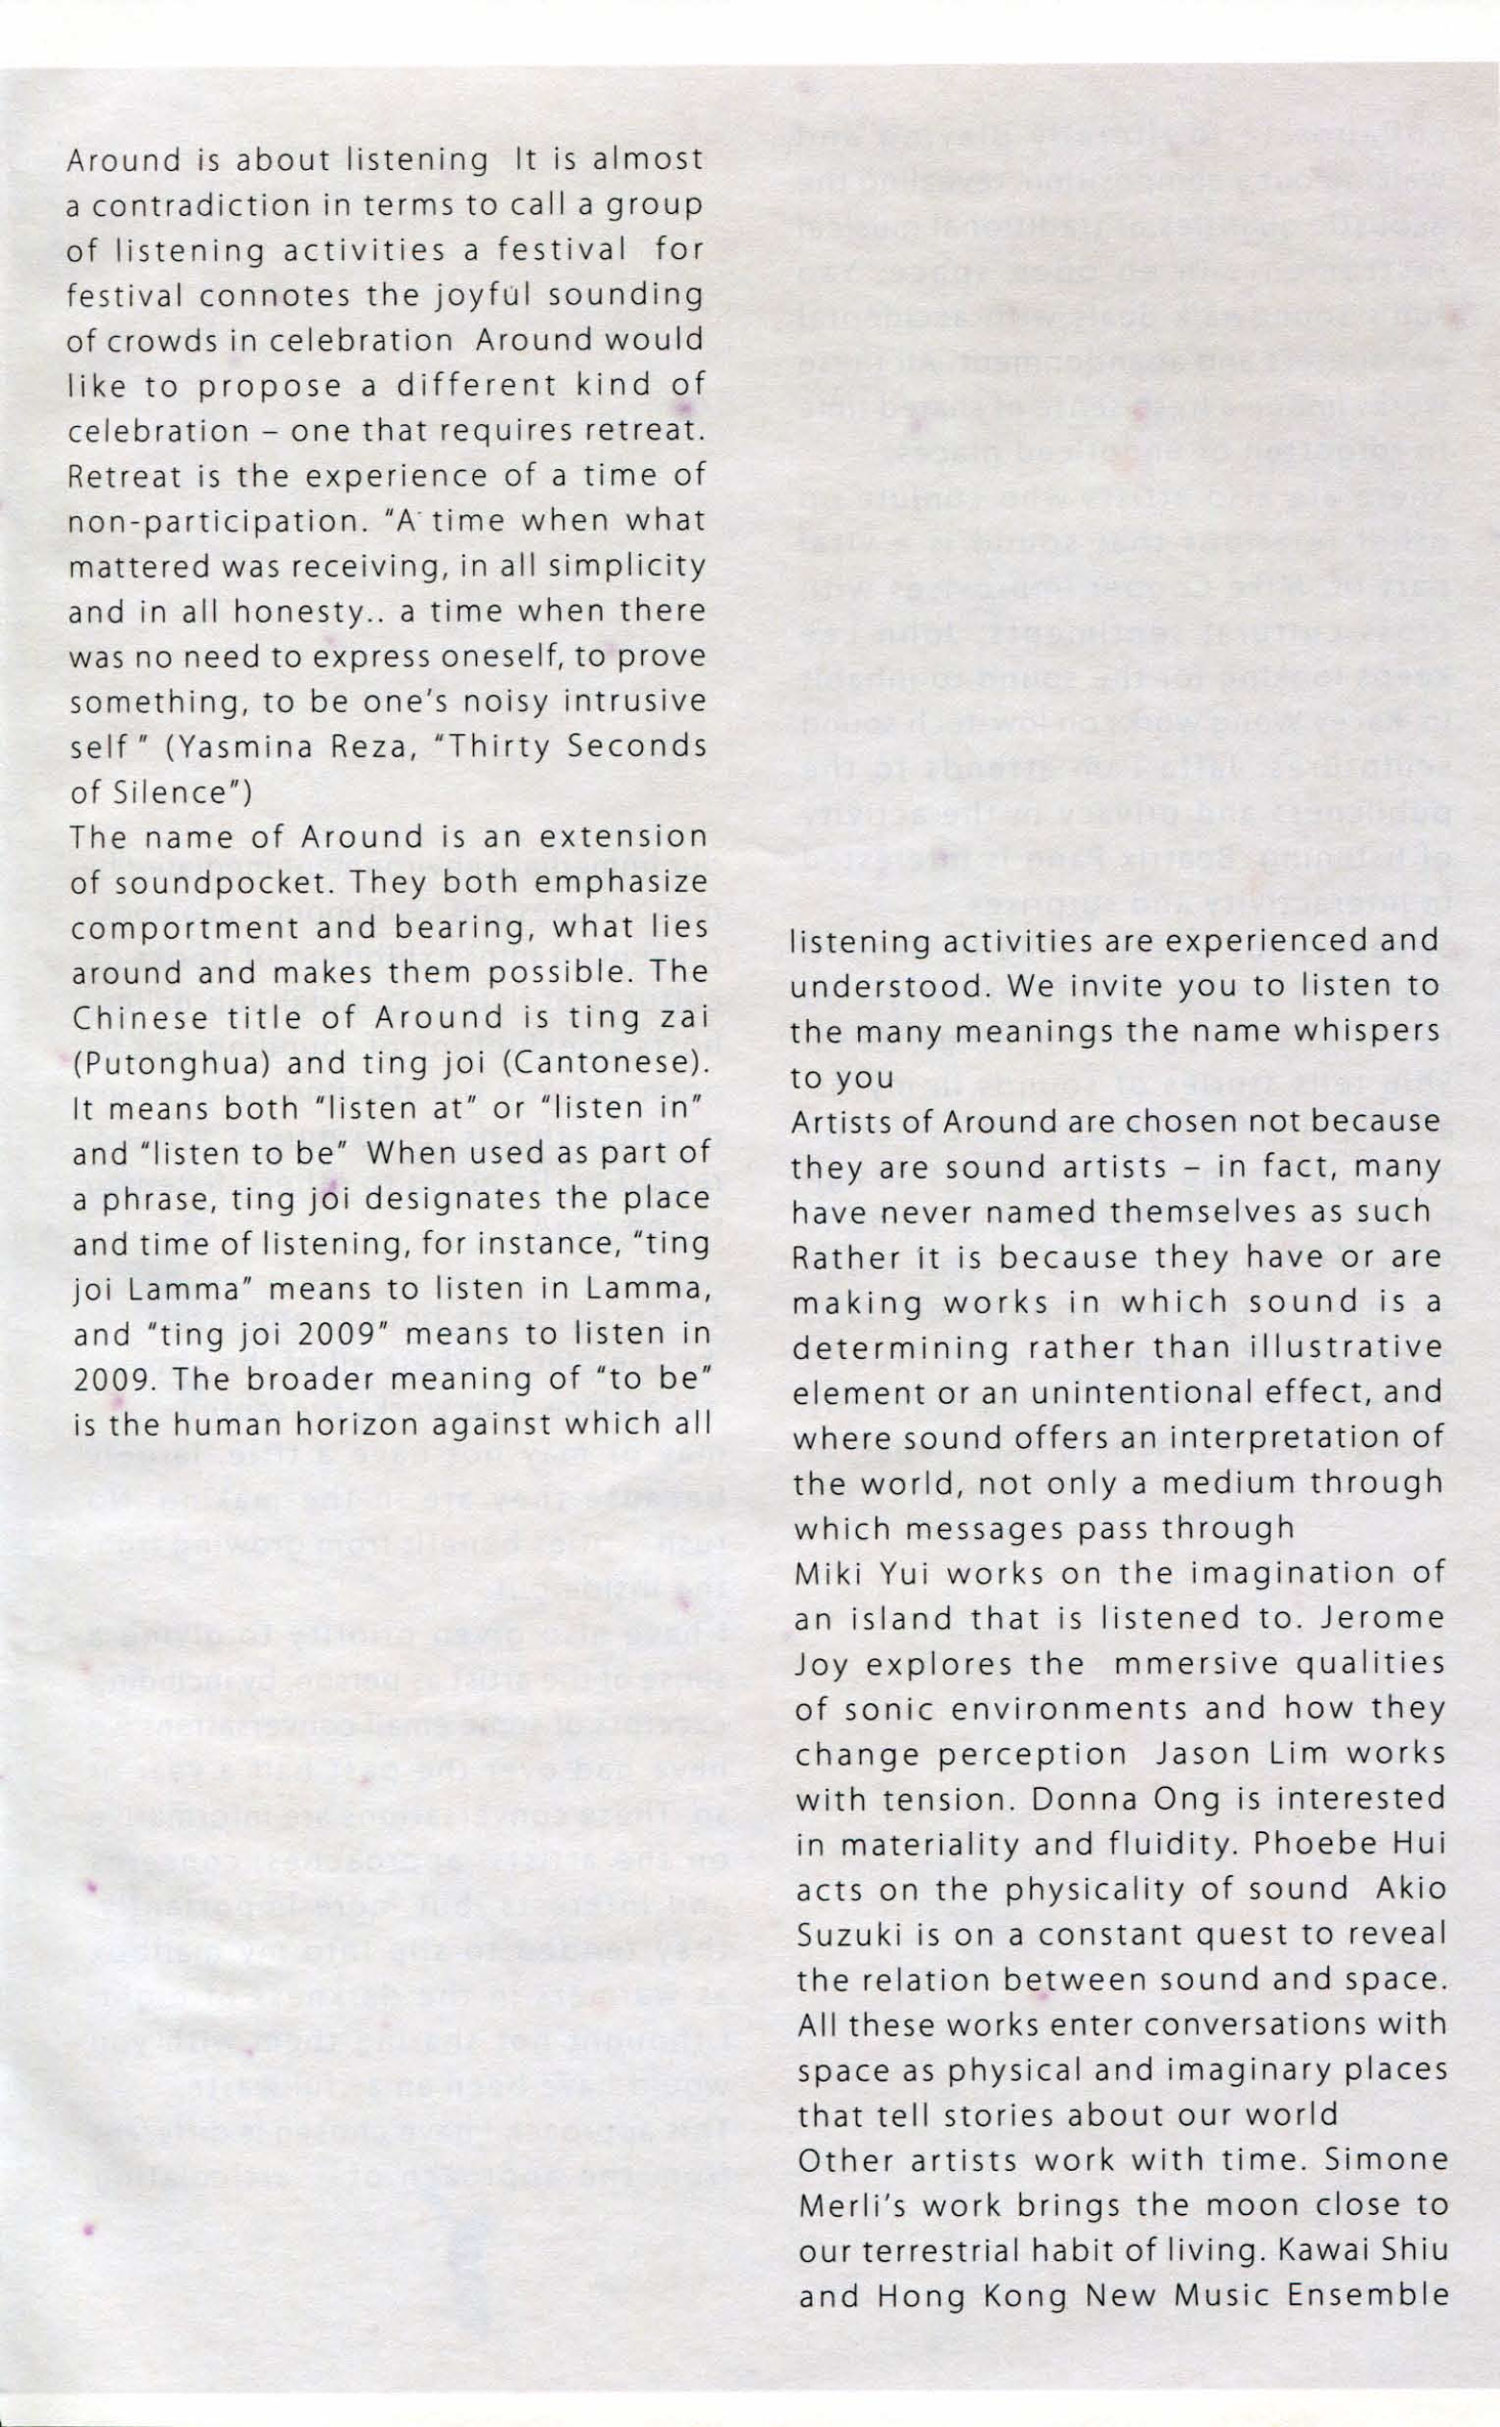 Around is about listening It is almost
a contradiction in terms to call a group
of listening activities a festival for
festival connotes the joyful sounding
of crowds in celebration Around would
like to propose a different kind of
celebration – one that requires retreat.
Retreat is the experience of a time of
non-participation. “A time when what
mattered was receiving, in all simplicity
and in all honesty.. a time when there
was no need to express oneself, to prove
something, to be one's noisy intrusive
self” (Yasmina Reza, “Thirty Seconds
of Silence”)
The name of Around is an extension
of soundpocket. They both emphasize
comportment and bearing, what lies
around and makes them possible. The
Chinese title of Around is ting zai
(Putonghua) and ting joi (Cantonese).
It means both “listen at” or “listen in”
and “listen to be” When used as part of
a phrase, ting joi designates the place
and time of listening, for instance, “ting
joi Lamma” means to listen in Lamma,
and “ting joi 2009” means to listen in
2009. The broader meaning of “to be”
is the human horizon against which all
listening activities are experienced and
understood. We invite you to listen to
the many meanings the name whispers
to you
Artists of Around are chosen not because
they are sound artists – in fact, many
have never named themselves as such
Rather it is because they have or are
making works in which sound is a
determining rather than illustrative
element or an unintentional effect, and
where sound offers an interpretation of
the world, not only a medium through
which messages pass through
Miki Yui works on the imagination of
an island that is listened to. Jerome
Joy explores the mmersive qualities
of sonic environments and how they
change perception Jason Lim works
with tension. Donna Ong is interested
in materiality and fluidity. Phoebe Hui
acts on the physicality of sound Akio
Suzuki is on a constant quest to reveal
the relation between sound and space.
All these works enter conversations with
space as physical and imaginary places
that tell stories about our world
Other artists work with time. Simone
Merli's work brings the moon close to
our terrestrial habit of living. Kawai Shiu
and Hong Kong New Music Ensemble